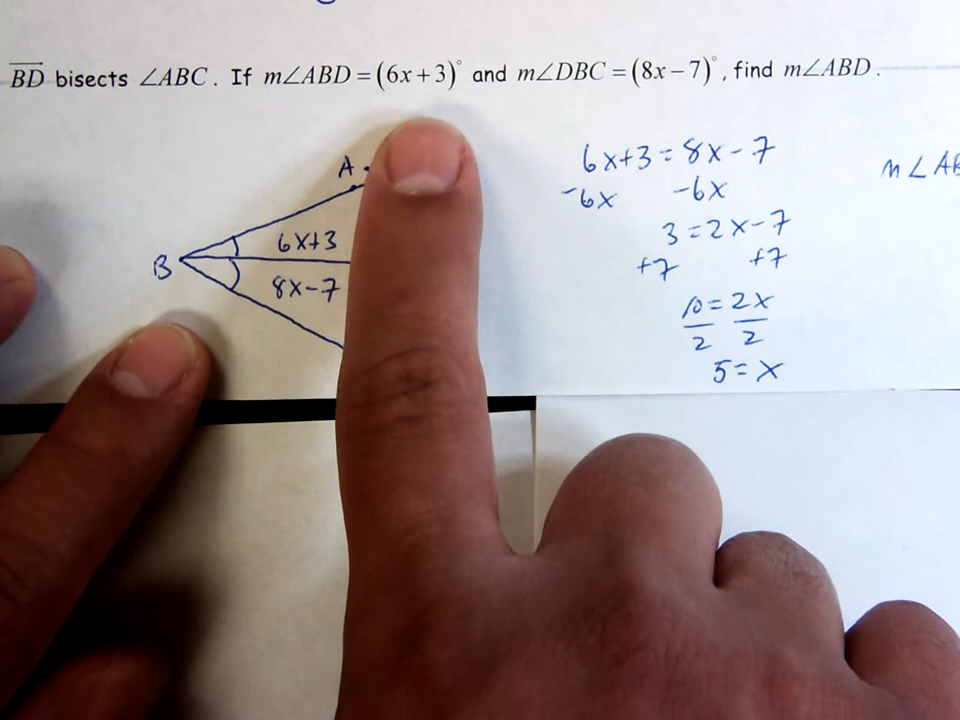 $\overrightarrow{BD}$ bisects ∠ABC. If m∠ABD = (6x + 3)° and m∠DBC = (8x − 7)°, find m∠ABD.
A
6x+3
B
8x-7
6x+3 = 8x-7
-6x -6x
3 = 2x-7
+7 +7
10 = 2x
2 2
5 = x
m∠AB